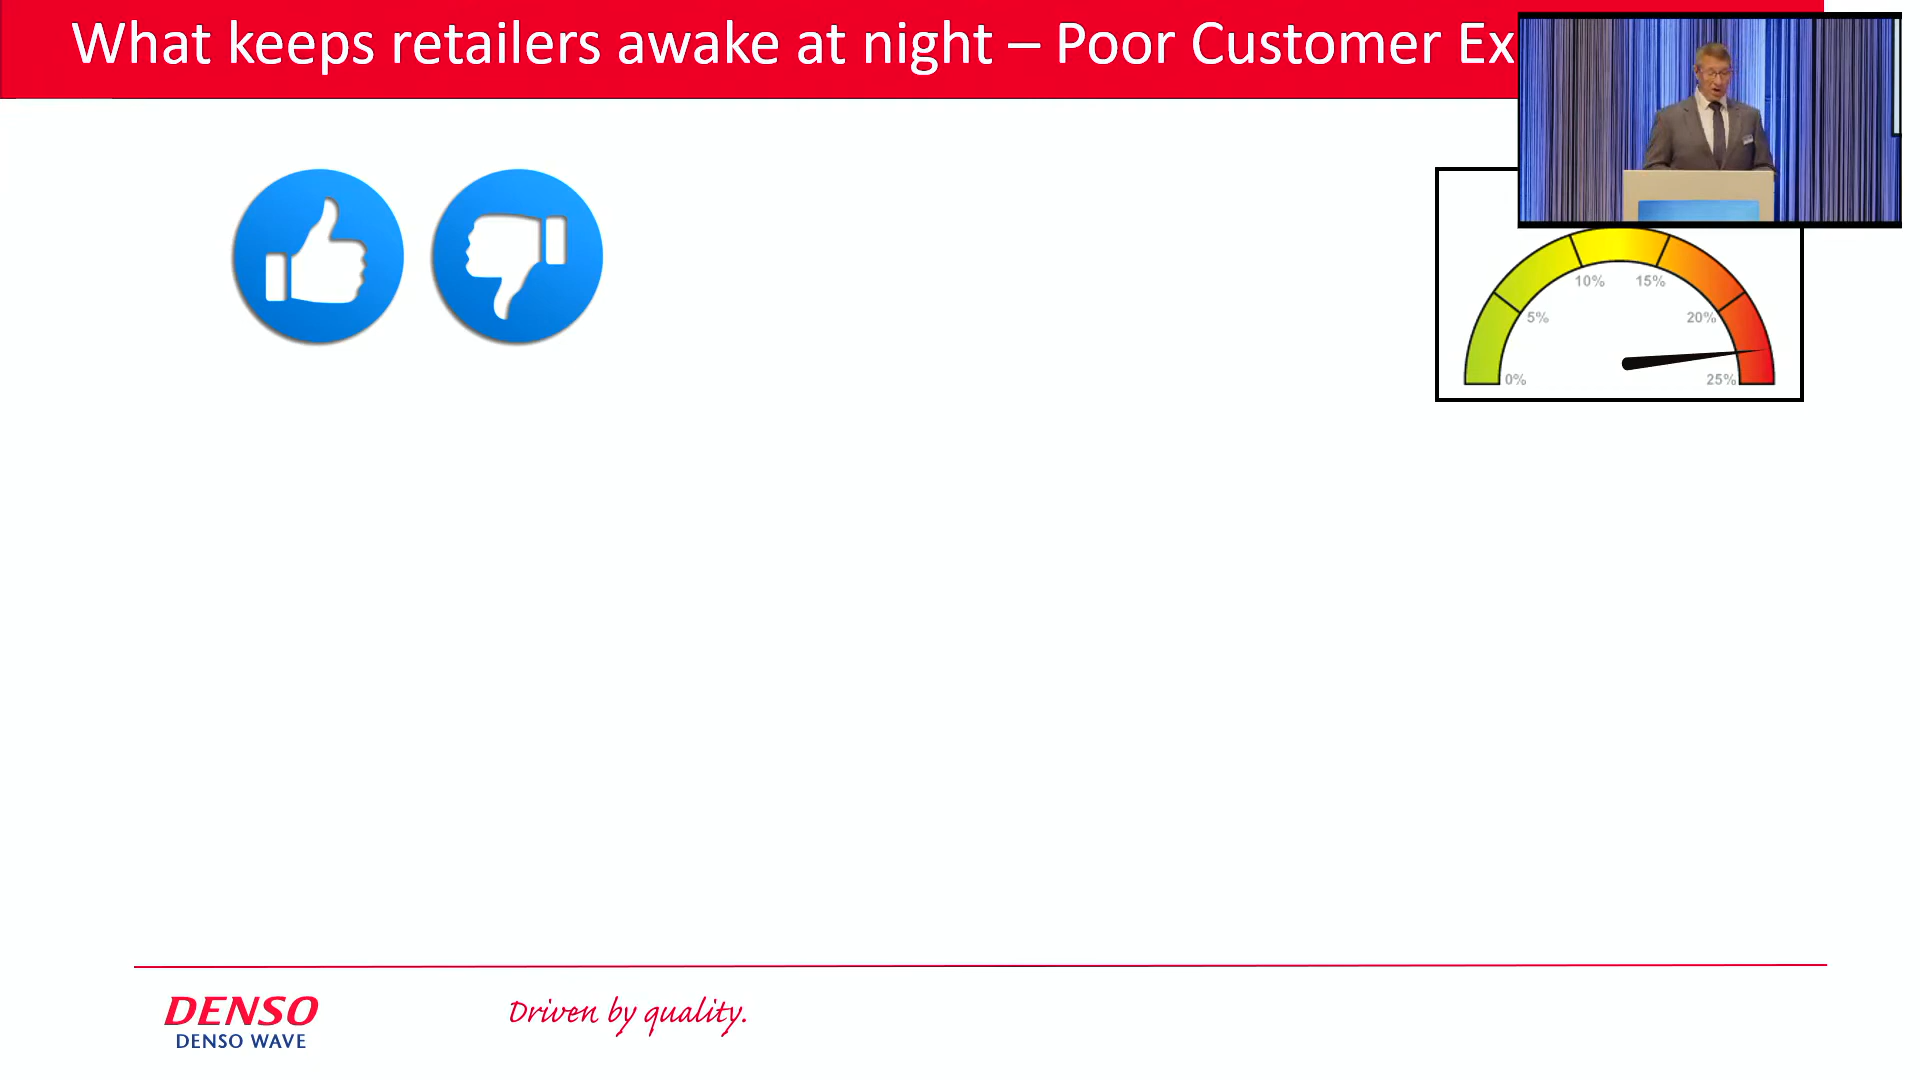 What keeps retailers awake at night – Poor Customer Ex
10% 15%
5% 20%
0% 25%
DENSO
DENSO WAVE
Driven by quality.